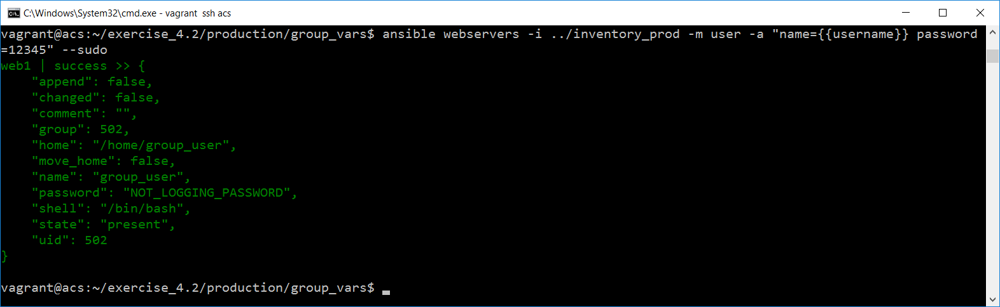 C:\Windows\System32\cmd.exe - vagrant  ssh acs
vagrant@acs:~/exercise_4.2/production/group_vars$ ansible webservers -i ../inventory_prod -m user -a "name={{username}} password
=12345" --sudo
web1 | success >> {
    "append": false,
    "changed": false,
    "comment": "",
    "group": 502,
    "home": "/home/group_user",
    "move_home": false,
    "name": "group_user",
    "password": "NOT_LOGGING_PASSWORD",
    "shell": "/bin/bash",
    "state": "present",
    "uid": 502
}
vagrant@acs:~/exercise_4.2/production/group_vars$